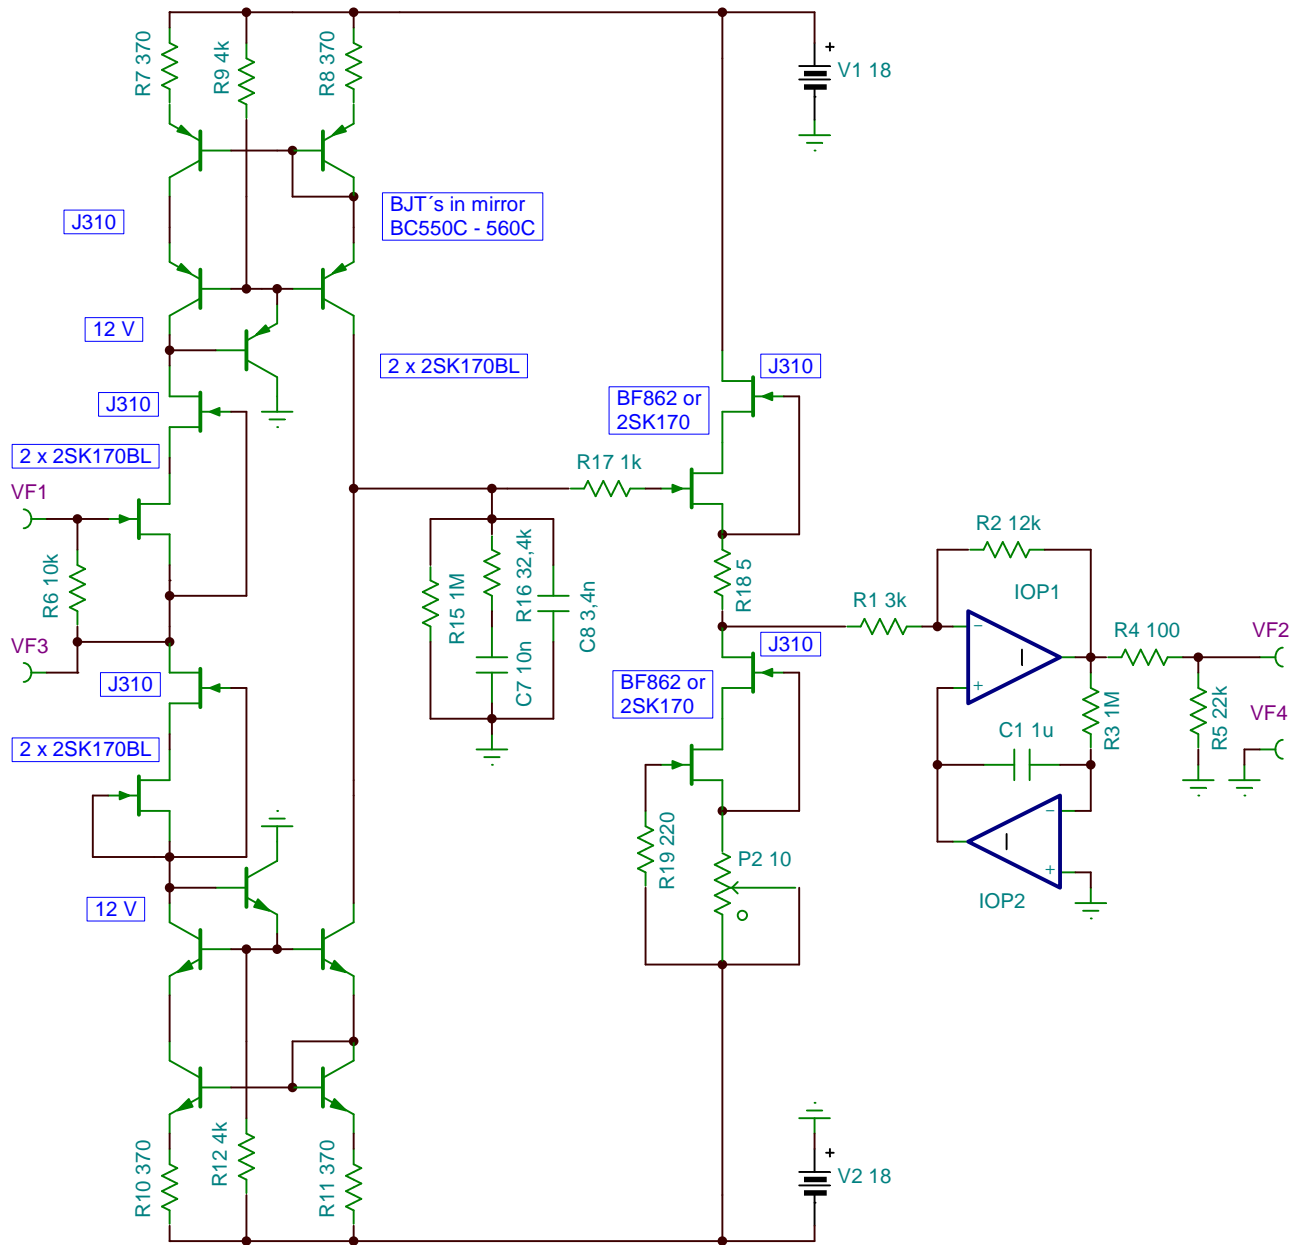 R7 370
R9 4k
R8 370
V1 18
J310
BJT´s in mirror
BC550C - 560C
12 V
2 x 2SK170BL
J310
BF862 or
2SK170
J310
2 x 2SK170BL
R17 1k
VF1
R6 10k
R15 1M
R16 32,4k
C7 10n
C8 3,4n
R18 5
R2 12k
IOP1
R1 3k
R4 100
VF2
VF3
J310
J310
BF862 or
2SK170
R3 1M
R5 22k
VF4
C1 1u
2 x 2SK170BL
R19 220
P2 10
IOP2
12 V
R10 370
R12 4k
R11 370
V2 18